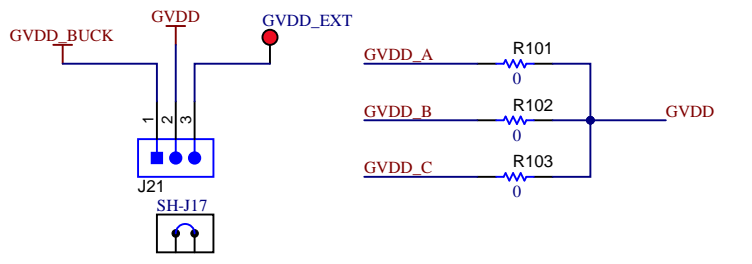 GVDD
GVDD_EXT
GVDD_BUCK
1
2
3
J21
SH-J17
GVDD_A
R101
0
GVDD_B
R102
0
GVDD
GVDD_C
R103
0